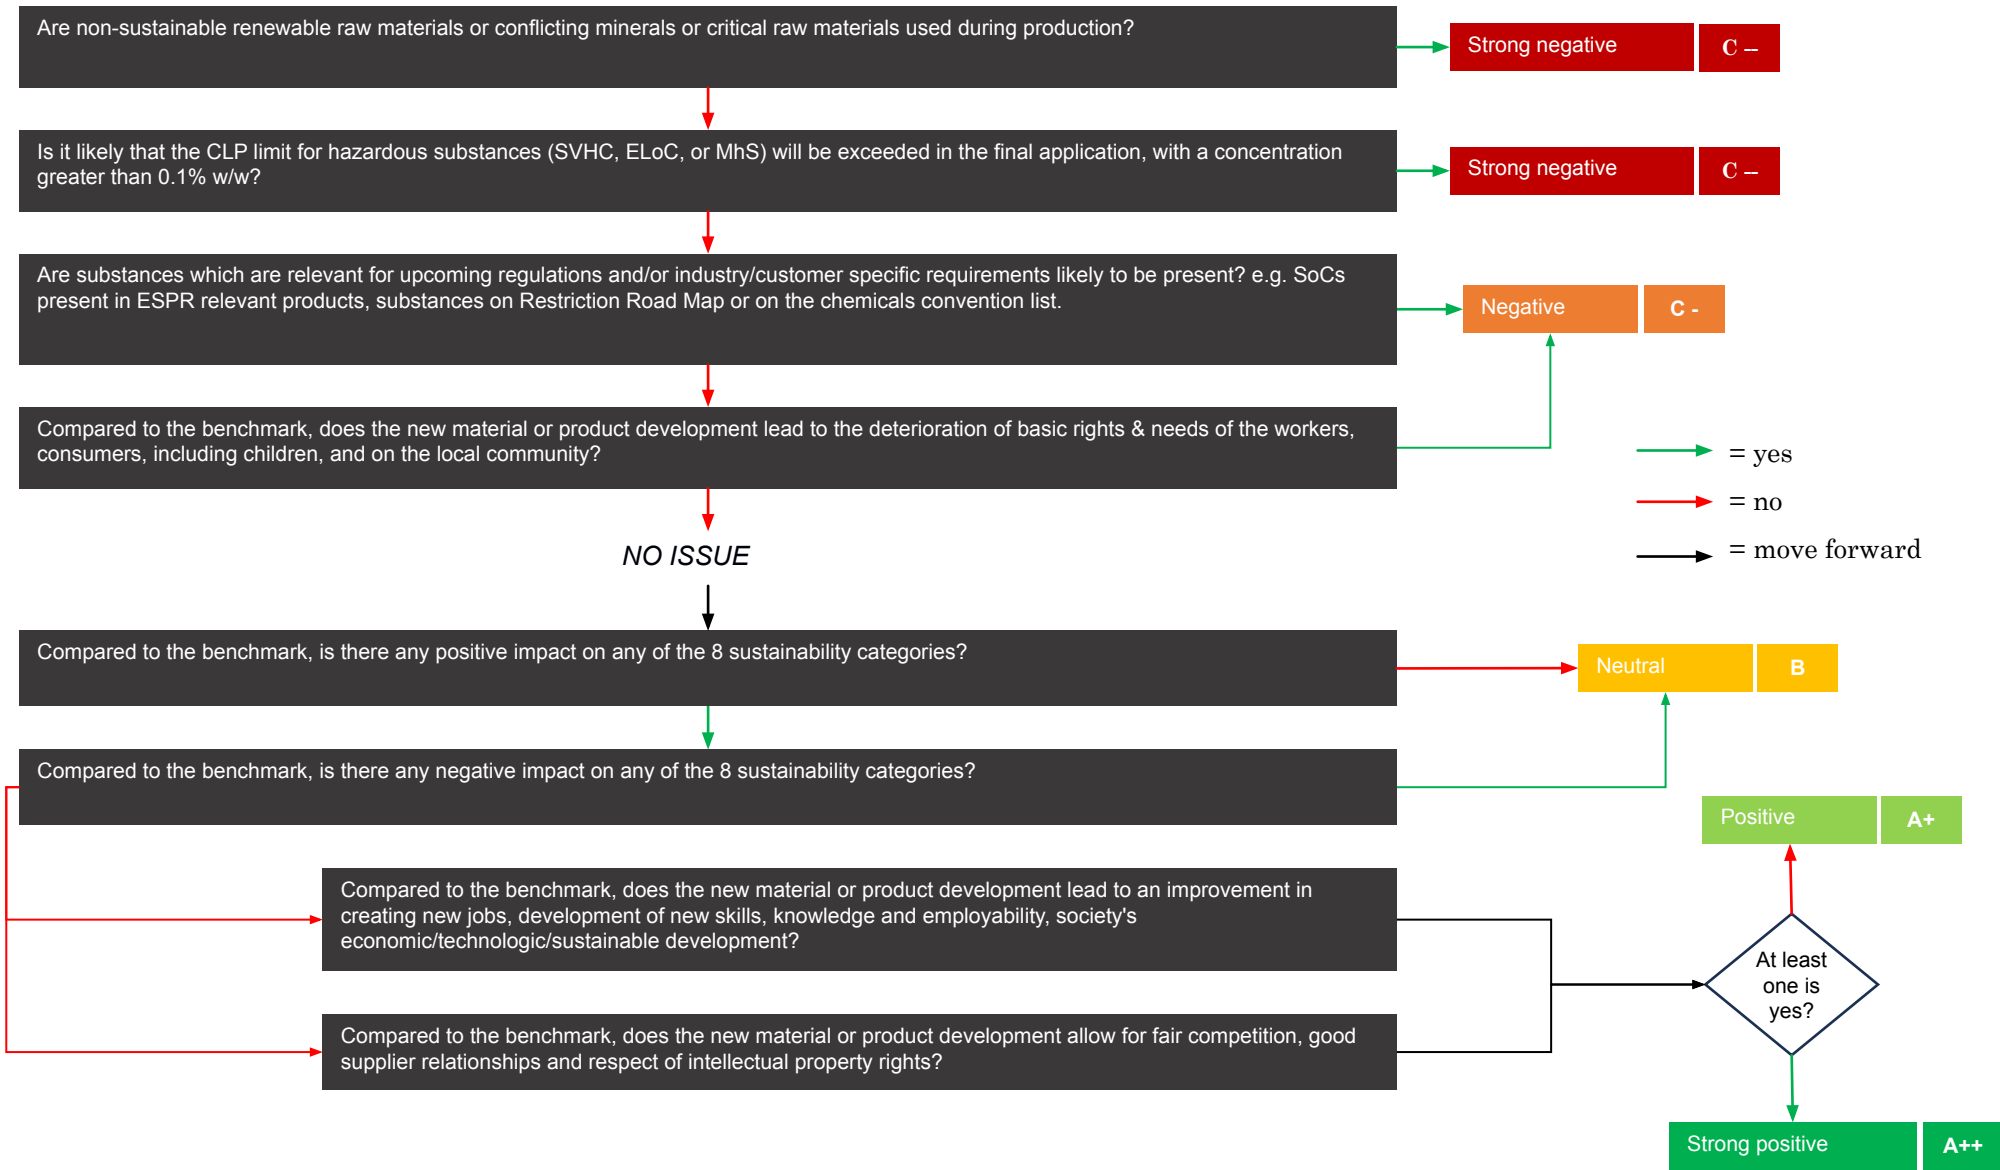 Are non-sustainable renewable raw materials or conflicting minerals or critical raw materials used during production?
Strong negative
C --
Is it likely that the CLP limit for hazardous substances (SVHC, ELoC, or MhS) will be exceeded in the final application, with a concentration
greater than 0.1% w/w?
Strong negative
C --
Are substances which are relevant for upcoming regulations and/or industry/customer specific requirements likely to be present? e.g. SoCs
present in ESPR relevant products, substances on Restriction Road Map or on the chemicals convention list.
Negative
C -
Compared to the benchmark, does the new material or product development lead to the deterioration of basic rights & needs of the workers,
consumers, including children, and on the local community?
= yes
= no
= move forward
NO ISSUE
Compared to the benchmark, is there any positive impact on any of the 8 sustainability categories?
Neutral
B
Compared to the benchmark, is there any negative impact on any of the 8 sustainability categories?
Positive
A+
Compared to the benchmark, does the new material or product development lead to an improvement in
creating new jobs, development of new skills, knowledge and employability, society's
economic/technologic/sustainable development?
At least
one is
yes?
Compared to the benchmark, does the new material or product development allow for fair competition, good
supplier relationships and respect of intellectual property rights?
Strong positive
A++